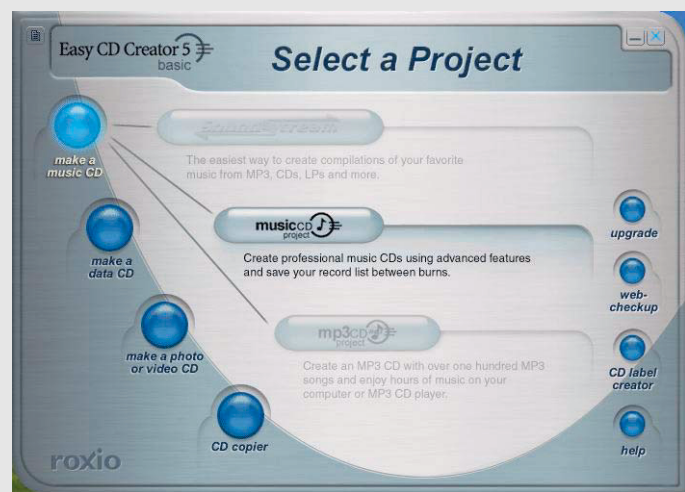 Easy CD Creator 5
basic
Select a Project
make a
music CD
SoundStream
The easiest way to create compilations of your favorite
music from MP3, CDs, LPs and more.
musicCD
project
Create professional music CDs using advanced features
and save your record list between burns.
mp3CD
project
Create an MP3 CD with over one hundred MP3
songs and enjoy hours of music on your
computer or MP3 CD player.
make a
data CD
make a photo
or video CD
CD copier
upgrade
web-
checkup
CD label
creator
help
roxio